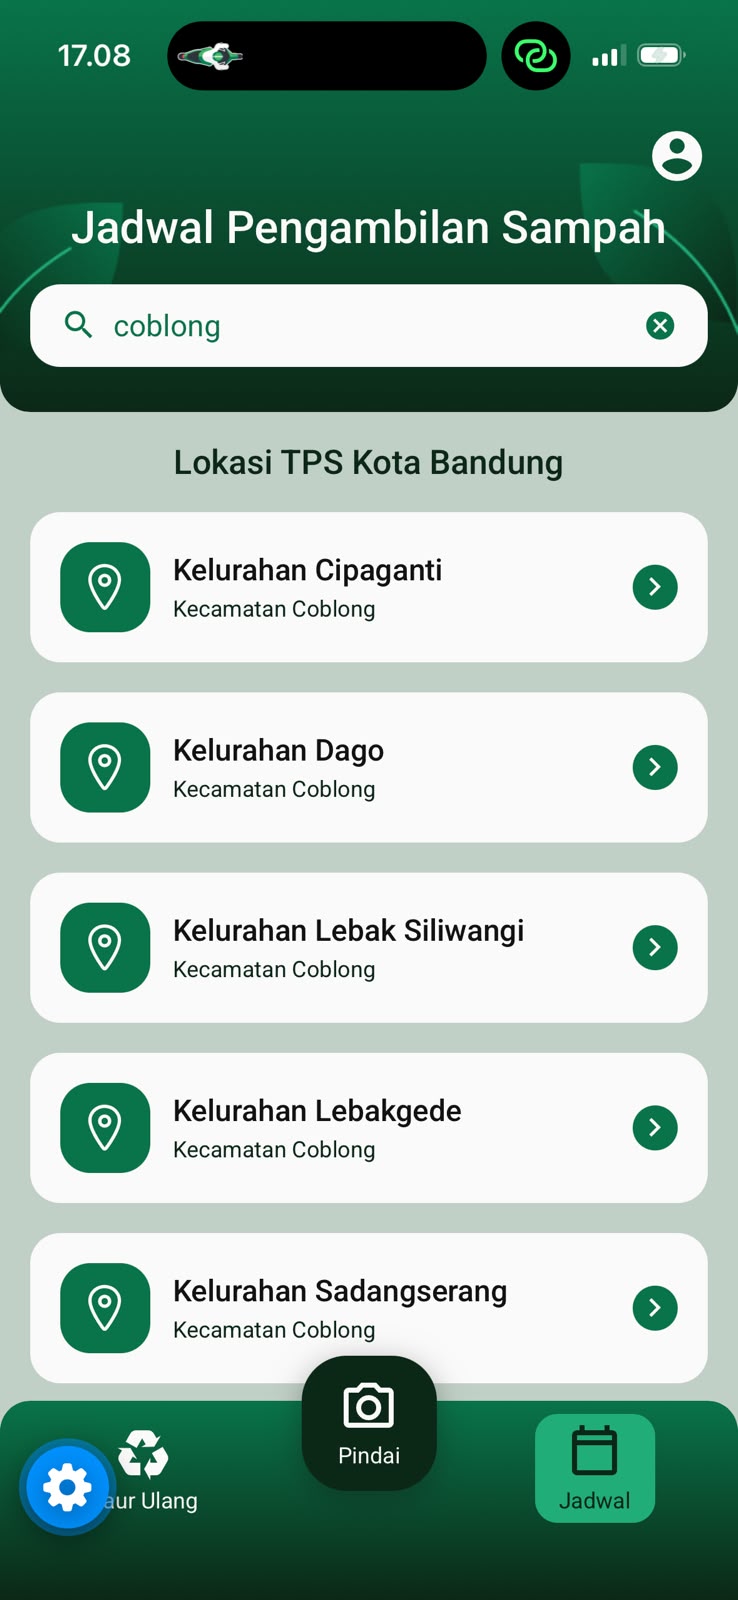 17.08
Jadwal Pengambilan Sampah
coblong
Lokasi TPS Kota Bandung
Kelurahan Cipaganti
Kecamatan Coblong
Kelurahan Dago
Kecamatan Coblong
Kelurahan Lebak Siliwangi
Kecamatan Coblong
Kelurahan Lebakgede
Kecamatan Coblong
Kelurahan Sadangserang
Kecamatan Coblong
Pindai
aur Ulang
Jadwal